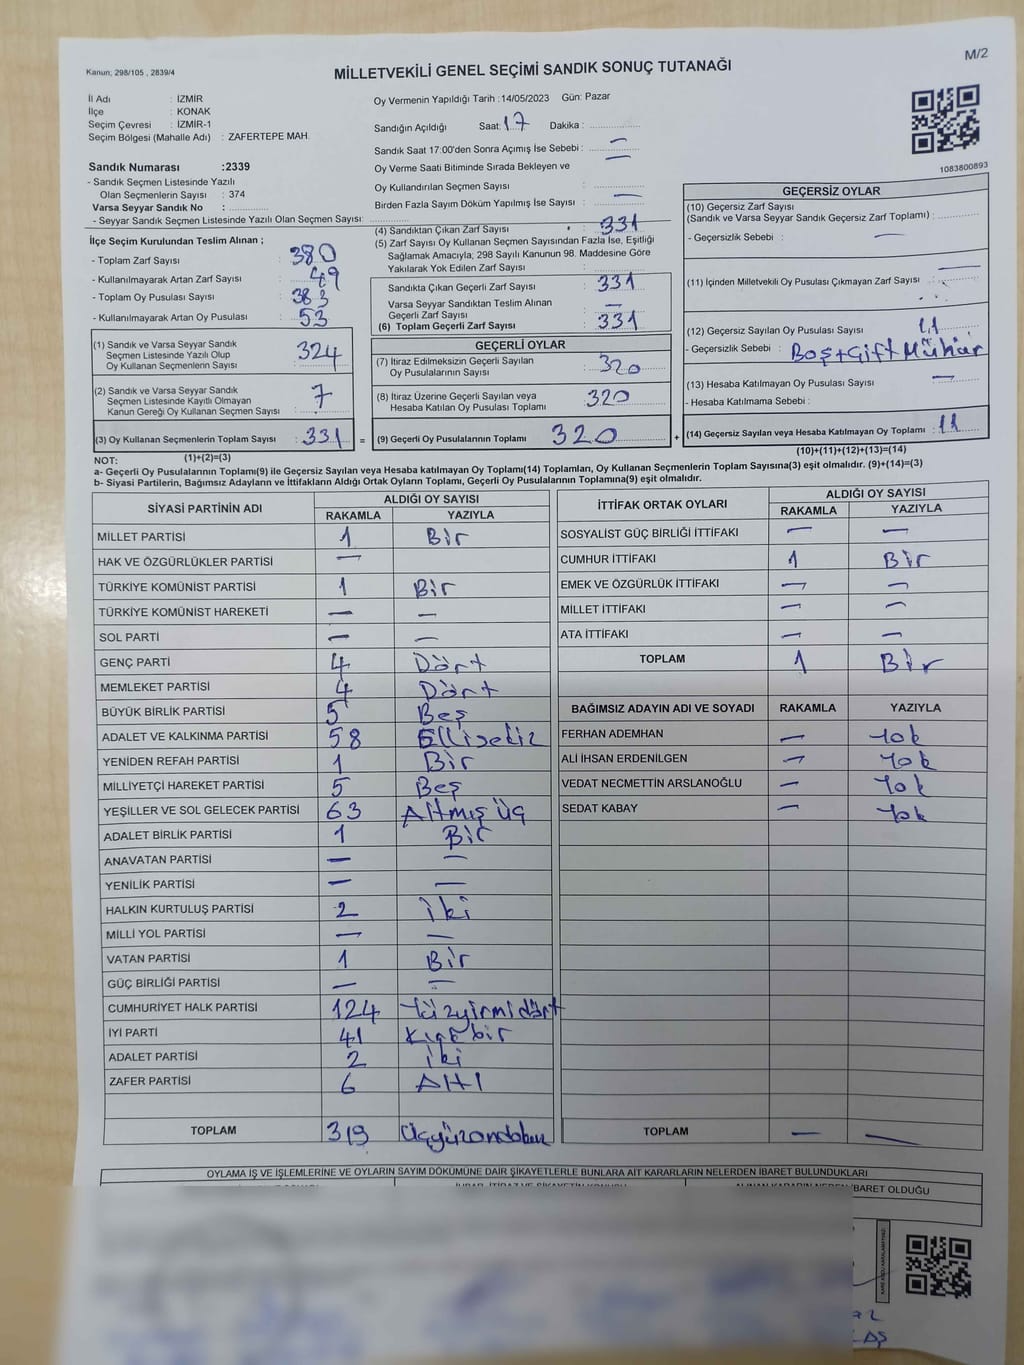 Kanun; 298/105 , 2839/4
M/2
MİLLETVEKİLİ GENEL SEÇİMİ SANDIK SONUÇ TUTANAĞI
İl Adı : İZMİR
İlçe : KONAK
Seçim Çevresi : İZMİR-1
Seçim Bölgesi (Mahalle Adı) : ZAFERTEPE MAH.
Sandık Numarası :2339
- Sandık Seçmen Listesinde Yazılı
Olan Seçmenlerin Sayısı : 374
Varsa Seyyar Sandık No :
- Seyyar Sandık Seçmen Listesinde Yazılı Olan Seçmen Sayısı:
Oy Vermenin Yapıldığı Tarih :14/05/2023 Gün: Pazar
Sandığın Açıldığı Saat: 17 Dakika :
Sandık Saat 17:00'den Sonra Açımış İse Sebebi : —
Oy Verme Saati Bitiminde Sırada Bekleyen ve —
Oy Kullandırılan Seçmen Sayısı :
Birden Fazla Sayım Döküm Yapılmış İse Sayısı : —
1083800893
İlçe Seçim Kurulundan Teslim Alınan ;
- Toplam Zarf Sayısı : 380
- Kullanılmayarak Artan Zarf Sayısı : 49
- Toplam Oy Pusulası Sayısı : 383
- Kullanılmayarak Artan Oy Pusulası : 53
(4) Sandıktan Çıkan Zarf Sayısı : 331
(5) Zarf Sayısı Oy Kullanan Seçmen Sayısından Fazla İse, Eşitliği
Sağlamak Amacıyla; 298 Sayılı Kanunun 98. Maddesine Göre
Yakılarak Yok Edilen Zarf Sayısı :
Sandıkta Çıkan Geçerli Zarf Sayısı : 331
Varsa Seyyar Sandıktan Teslim Alınan
Geçerli Zarf Sayısı : —
(6) Toplam Geçerli Zarf Sayısı : 331
GEÇERSİZ OYLAR
(10) Geçersiz Zarf Sayısı
(Sandık ve Varsa Seyyar Sandık Geçersiz Zarf Toplamı) :
- Geçersizlik Sebebi : —
(11) İçinden Milletvekili Oy Pusulası Çıkmayan Zarf Sayısı : —
(12) Geçersiz Sayılan Oy Pusulası Sayısı : 11
- Geçersizlik Sebebi : Boş+Çift Mühür
(13) Hesaba Katılmayan Oy Pusulası Sayısı : —
- Hesaba Katılmama Sebebi :
(1) Sandık ve Varsa Seyyar Sandık
Seçmen Listesinde Yazılı Olup
Oy Kullanan Seçmenlerin Sayısı : 324
(2) Sandık ve Varsa Seyyar Sandık
Seçmen Listesinde Kayıtlı Olmayan
Kanun Gereği Oy Kullanan Seçmen Sayısı : 7
GEÇERLİ OYLAR
(7) İtiraz Edilmeksizin Geçerli Sayılan
Oy Pusulalarının Sayısı : 320
(8) İtiraz Üzerine Geçerli Sayılan veya
Hesaba Katılan Oy Pusulası Toplamı : 320
(3) Oy Kullanan Seçmenlerin Toplam Sayısı : 331 = (9) Geçerli Oy Pusulalarının Toplamı 320 + (14) Geçersiz Sayılan veya Hesaba Katılmayan Oy Toplamı : 11
NOT: (1)+(2)=(3)
(10)+(11)+(12)+(13)=(14)
a- Geçerli Oy Pusulalarının Toplamı(9) ile Geçersiz Sayılan veya Hesaba katılmayan Oy Toplamı(14) Toplamları, Oy Kullanan Seçmenlerin Toplam Sayısına(3) eşit olmalıdır. (9)+(14)=(3)
b- Siyasi Partilerin, Bağımsız Adayların ve İttifakların Aldığı Ortak Oyların Toplamı, Geçerli Oy Pusulalarının Toplamına(9) eşit olmalıdır.
SİYASİ PARTİNİN ADI ALDIĞI OY SAYISI
RAKAMLA YAZIYLA
MİLLET PARTİSİ 1 Bir
HAK VE ÖZGÜRLÜKLER PARTİSİ —
TÜRKİYE KOMÜNİST PARTİSİ 1 Bir
TÜRKİYE KOMÜNİST HAREKETİ — —
SOL PARTİ — —
GENÇ PARTİ 4 Dört
MEMLEKET PARTİSİ 4 Dört
BÜYÜK BİRLİK PARTİSİ 5 Beş
ADALET VE KALKINMA PARTİSİ 58 Ellisekiz
YENİDEN REFAH PARTİSİ 1 Bir
MİLLİYETÇİ HAREKET PARTİSİ 5 Beş
YEŞİLLER VE SOL GELECEK PARTİSİ 63 Altmış üç
ADALET BİRLİK PARTİSİ 1 Bir
ANAVATAN PARTİSİ — —
YENİLİK PARTİSİ — —
HALKIN KURTULUŞ PARTİSİ 2 iki
MİLLİ YOL PARTİSİ — —
VATAN PARTİSİ 1 Bir
GÜÇ BİRLİĞİ PARTİSİ — —
CUMHURİYET HALK PARTİSİ 124 Yüzyirmidört
İYİ PARTİ 41 Kırkbir
ADALET PARTİSİ 2 iki
ZAFER PARTİSİ 6 Altı
TOPLAM 319 Üçyüzondokuz
İTTİFAK ORTAK OYLARI ALDIĞI OY SAYISI
RAKAMLA YAZIYLA
SOSYALİST GÜÇ BİRLİĞİ İTTİFAKI — —
CUMHUR İTTİFAKI 1 Bir
EMEK VE ÖZGÜRLÜK İTTİFAKI — —
MİLLET İTTİFAKI — —
ATA İTTİFAKI — —
TOPLAM 1 Bir
BAĞIMSIZ ADAYIN ADI VE SOYADI RAKAMLA YAZIYLA
FERHAN ADEMHAN — Yok
ALİ İHSAN ERDENİLGEN — Yok
VEDAT NECMETTİN ARSLANOĞLU — Yok
SEDAT KABAY — Yok
TOPLAM — —
OYLAMA İŞ VE İŞLEMLERİNE VE OYLARIN SAYIM DÖKÜMÜNE DAİR ŞİKAYETLERLE BUNLARA AİT KARARLARIN NELERDEN İBARET BULUNDUKLARI
İBARET OLDUĞU